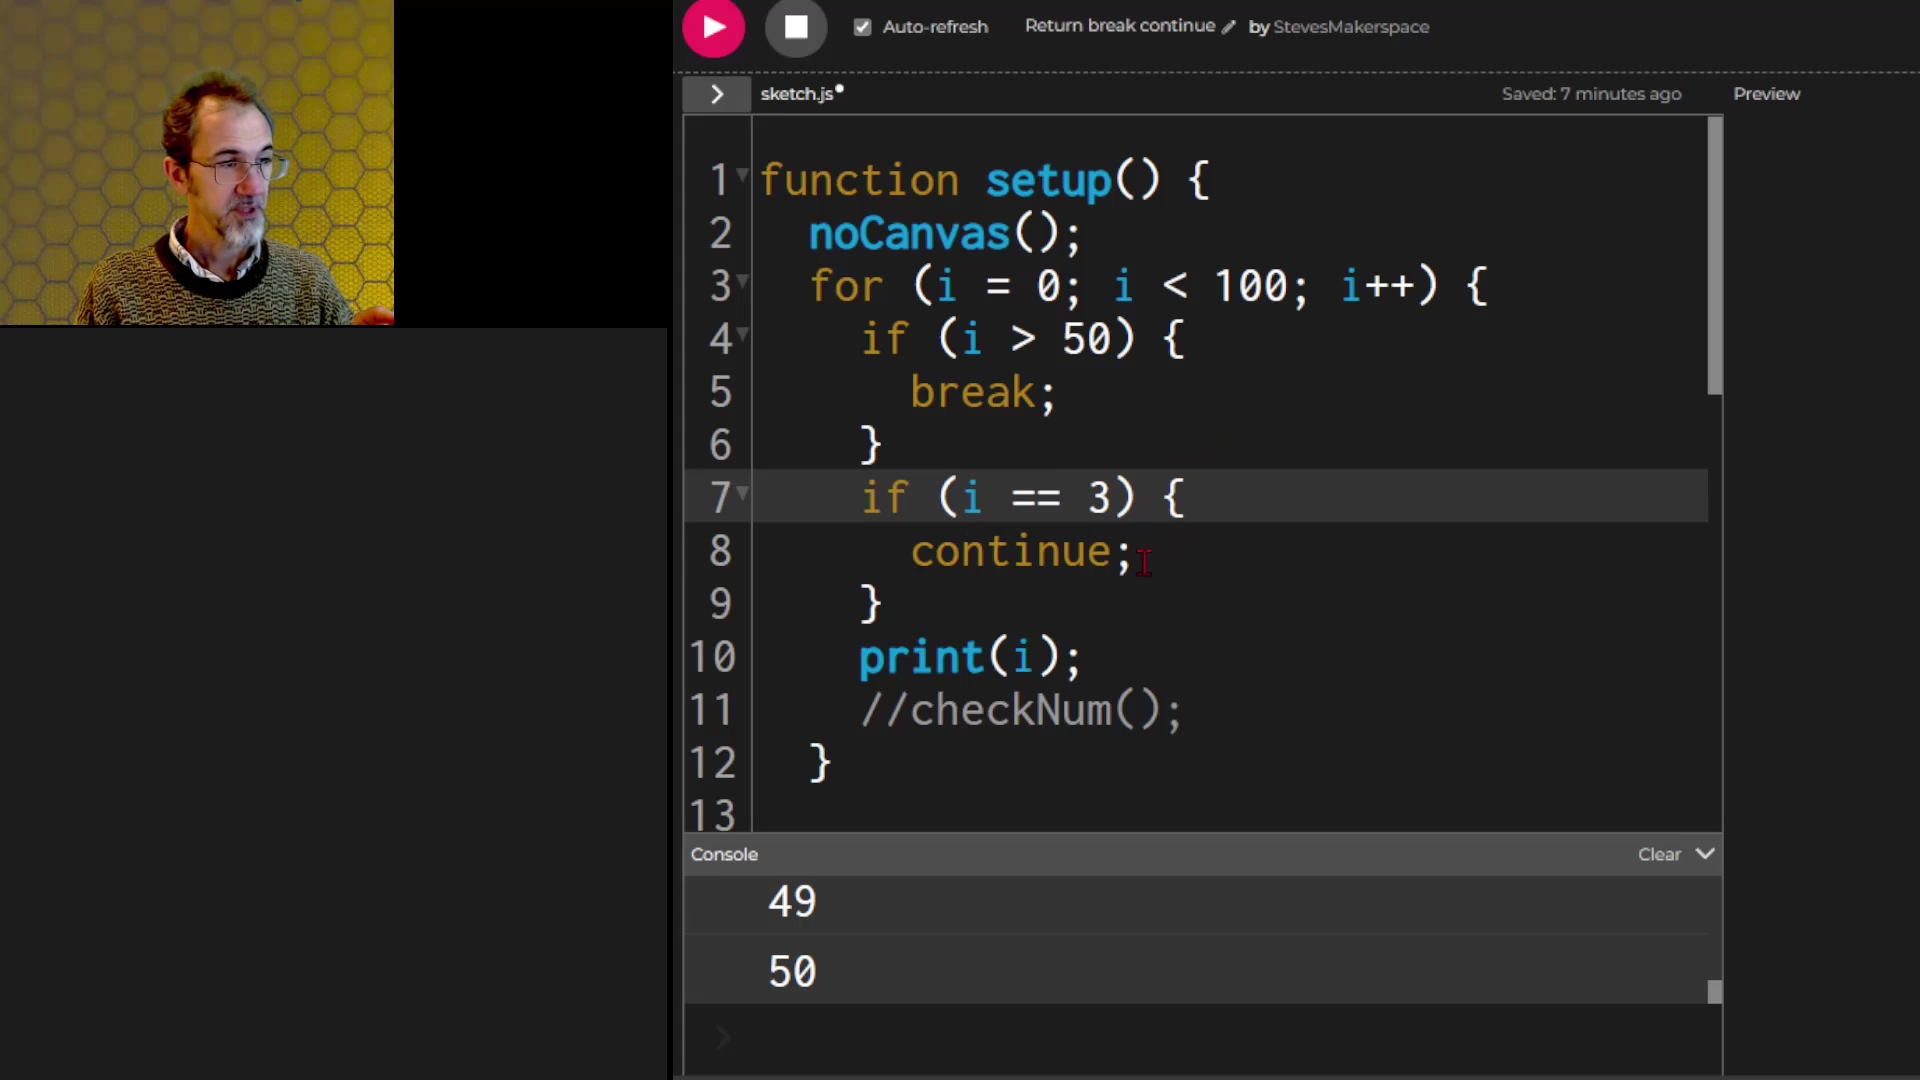 Auto-refresh Return break continue by StevesMakerspace
sketch.js Saved: 7 minutes ago Preview
1 function setup() {
2 noCanvas();
3 for (i = 0; i < 100; i++) {
4 if (i > 50) {
5 break;
6 }
7 if (i == 3) {
8 continue;
9 }
10 print(i);
11 //checkNum();
12 }
13
Console Clear
49
50